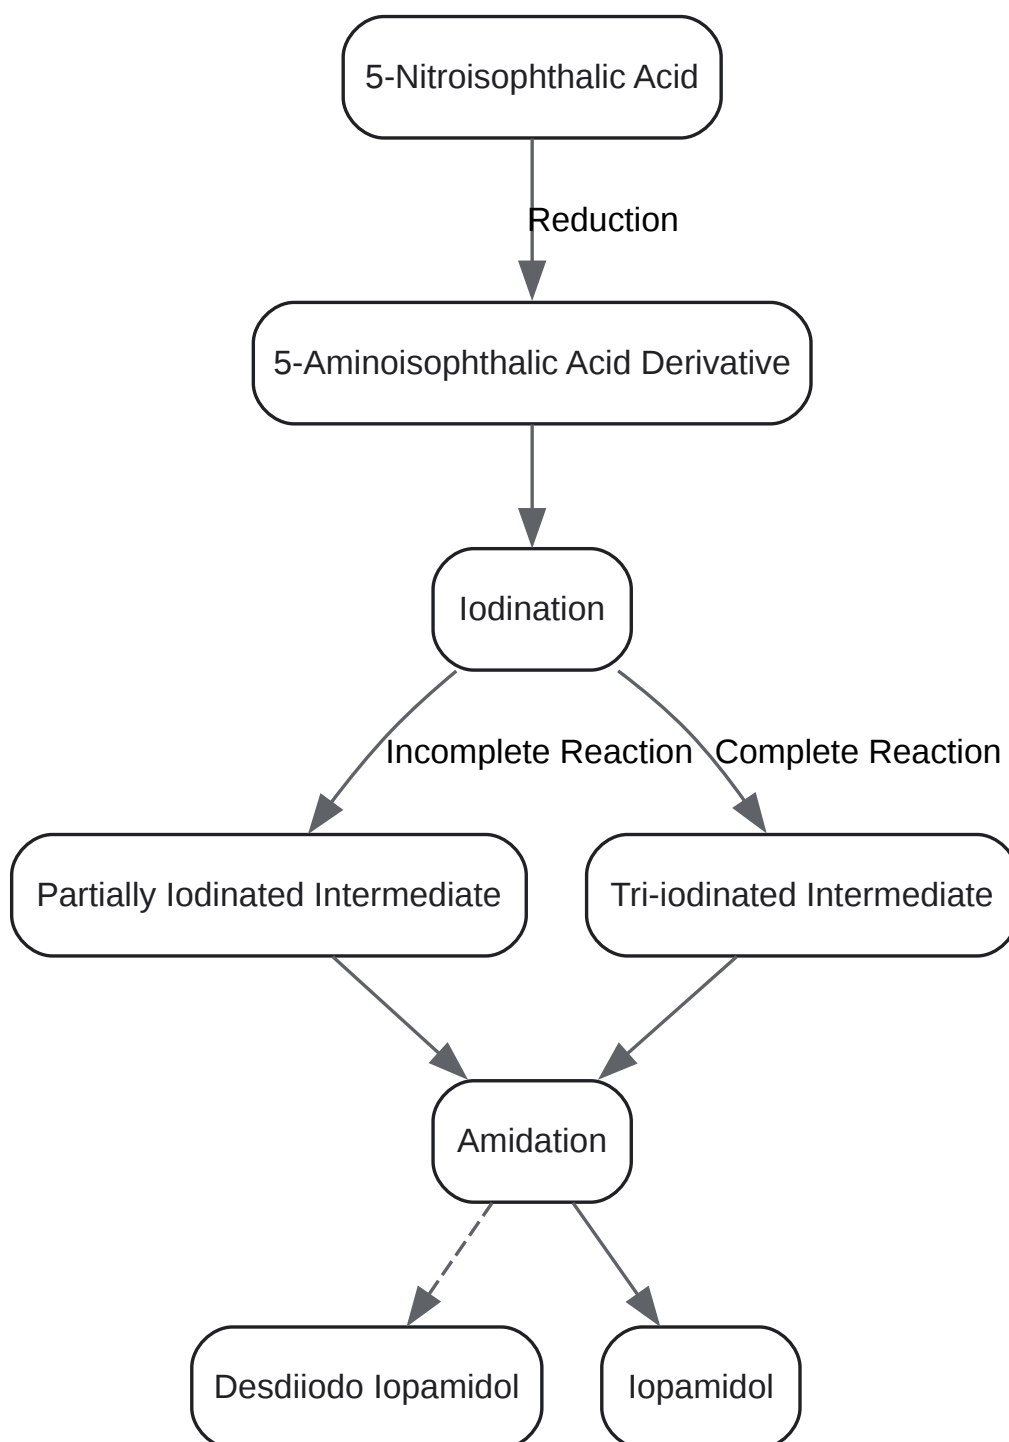 5-Nitroisophthalic Acid
Reduction
5-Aminoisophthalic Acid Derivative
Iodination
Incomplete Reaction
Complete Reaction
Partially Iodinated Intermediate
Tri-iodinated Intermediate
Amidation
Desdiiodo Iopamidol
Iopamidol